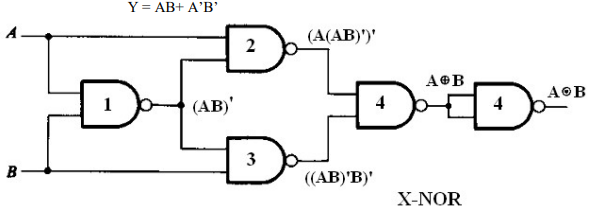 Y = AB+ A’B’
A
2
(A(AB)')'
1
(AB)'
4
A⊕B
4
A⊙B
B
3
((AB)'B)'
X-NOR